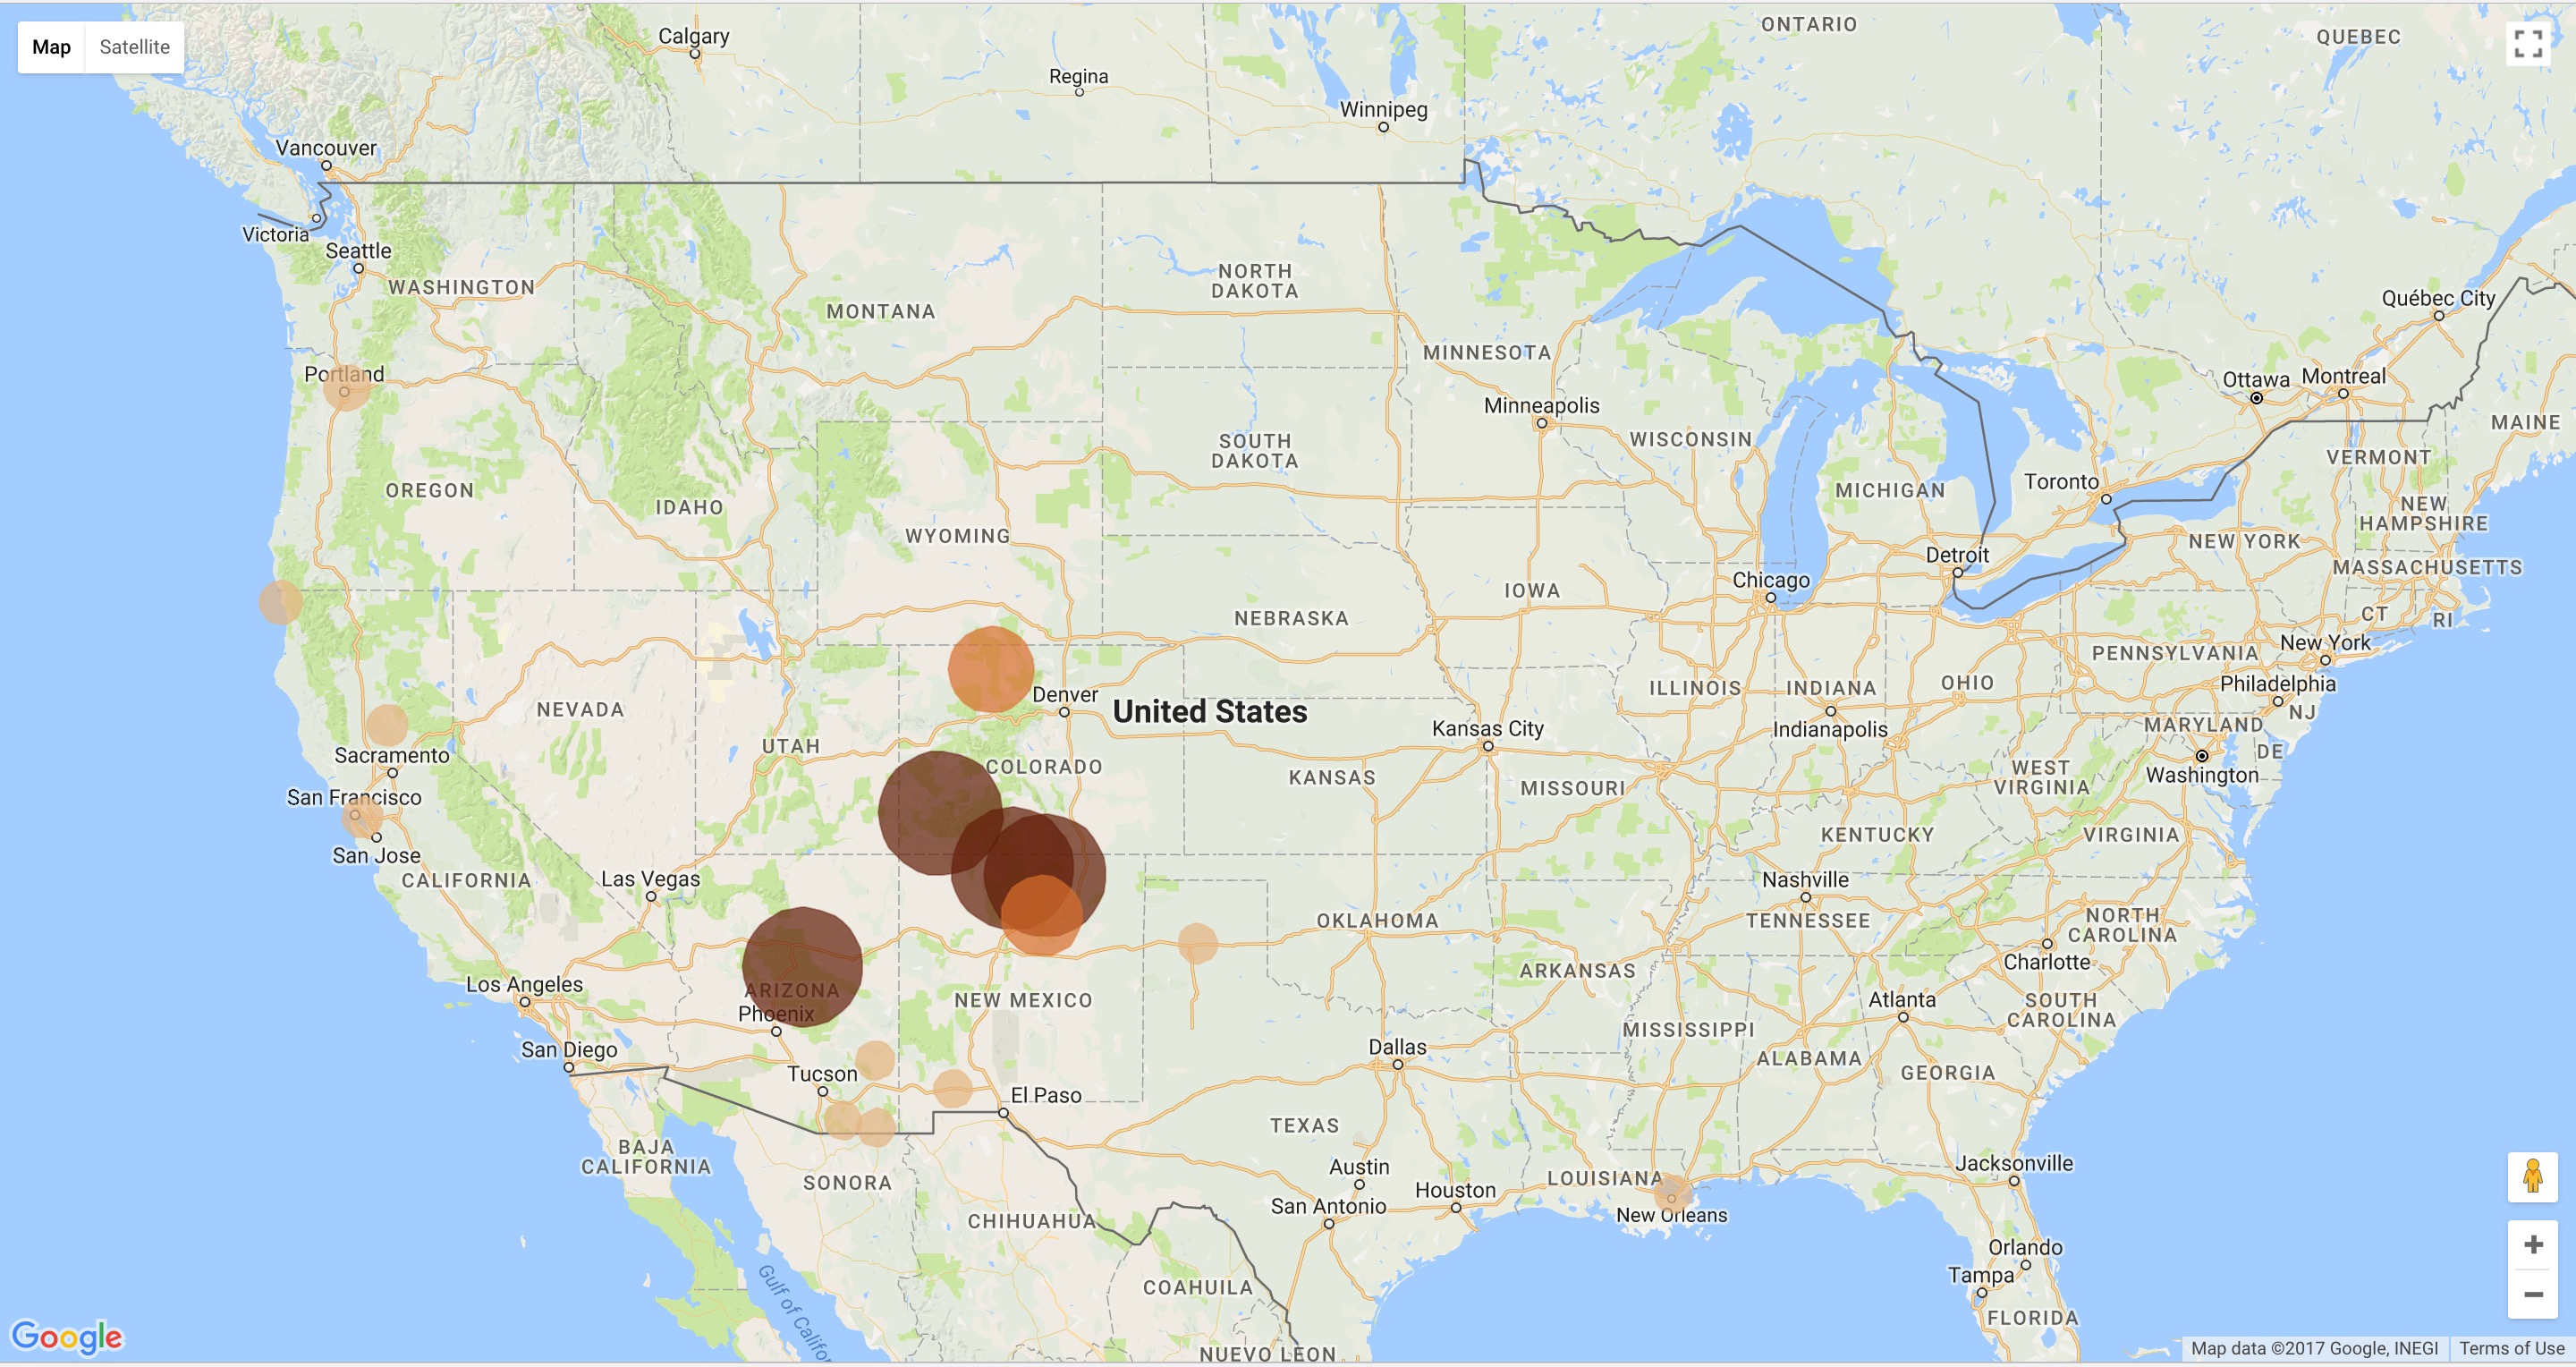 Map
Satellite
Calgary
Regina
Winnipeg
ONTARIO
QUEBEC
Vancouver
Victoria
Seattle
WASHINGTON
MONTANA
NORTH
DAKOTA
MINNESOTA
Québec City
Portland
Ottawa
Montreal
MAINE
Minneapolis
WISCONSIN
SOUTH
DAKOTA
VERMONT
OREGON
IDAHO
MICHIGAN
Toronto
NEW
HAMPSHIRE
WYOMING
NEW YORK
Detroit
MASSACHUSETTS
Chicago
IOWA
CT
RI
NEBRASKA
New York
PENNSYLVANIA
Philadelphia
NJ
NEVADA
Denver
United States
ILLINOIS
INDIANA
OHIO
Indianapolis
Kansas City
MARYLAND
DE
Washington
Sacramento
UTAH
COLORADO
KANSAS
MISSOURI
WEST
VIRGINIA
San Francisco
San Jose
CALIFORNIA
KENTUCKY
VIRGINIA
Las Vegas
Nashville
TENNESSEE
OKLAHOMA
NORTH
CAROLINA
Charlotte
Los Angeles
ARIZONA
Phoenix
NEW MEXICO
ARKANSAS
Atlanta
SOUTH
CAROLINA
MISSISSIPPI
San Diego
Tucson
El Paso
Dallas
ALABAMA
GEORGIA
TEXAS
BAJA
CALIFORNIA
SONORA
Austin
San Antonio
Houston
LOUISIANA
New Orleans
Jacksonville
CHIHUAHUA
Orlando
Tampa
FLORIDA
COAHUILA
Gulf of Califor
NUEVO LEON
Google
Map data ©2017 Google, INEGI
Terms of Use